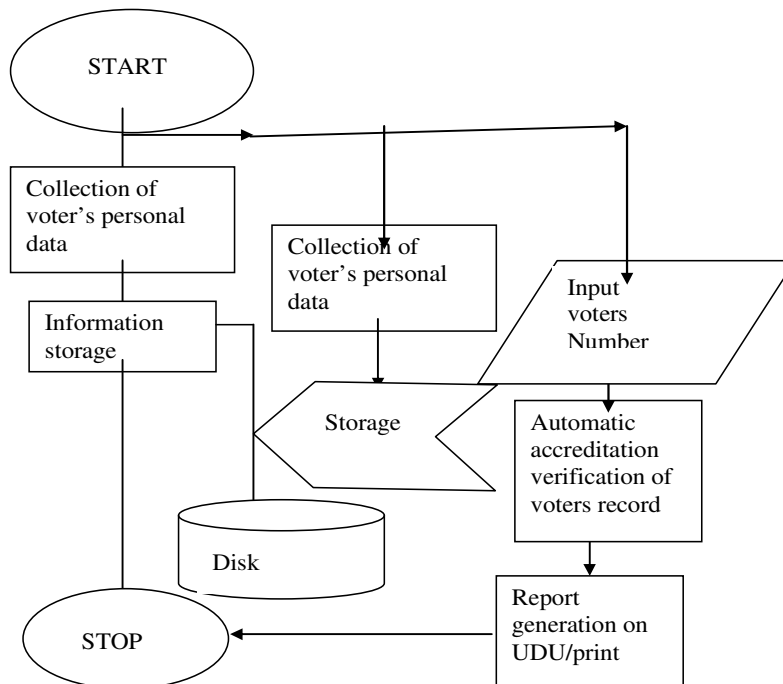 START
Collection of
voter's personal
data
Collection of
voter's personal
data
Input
voters
Number
Information
storage
Storage
Automatic
accreditation
verification of
voters record
Disk
Report
generation on
UDU/print
STOP